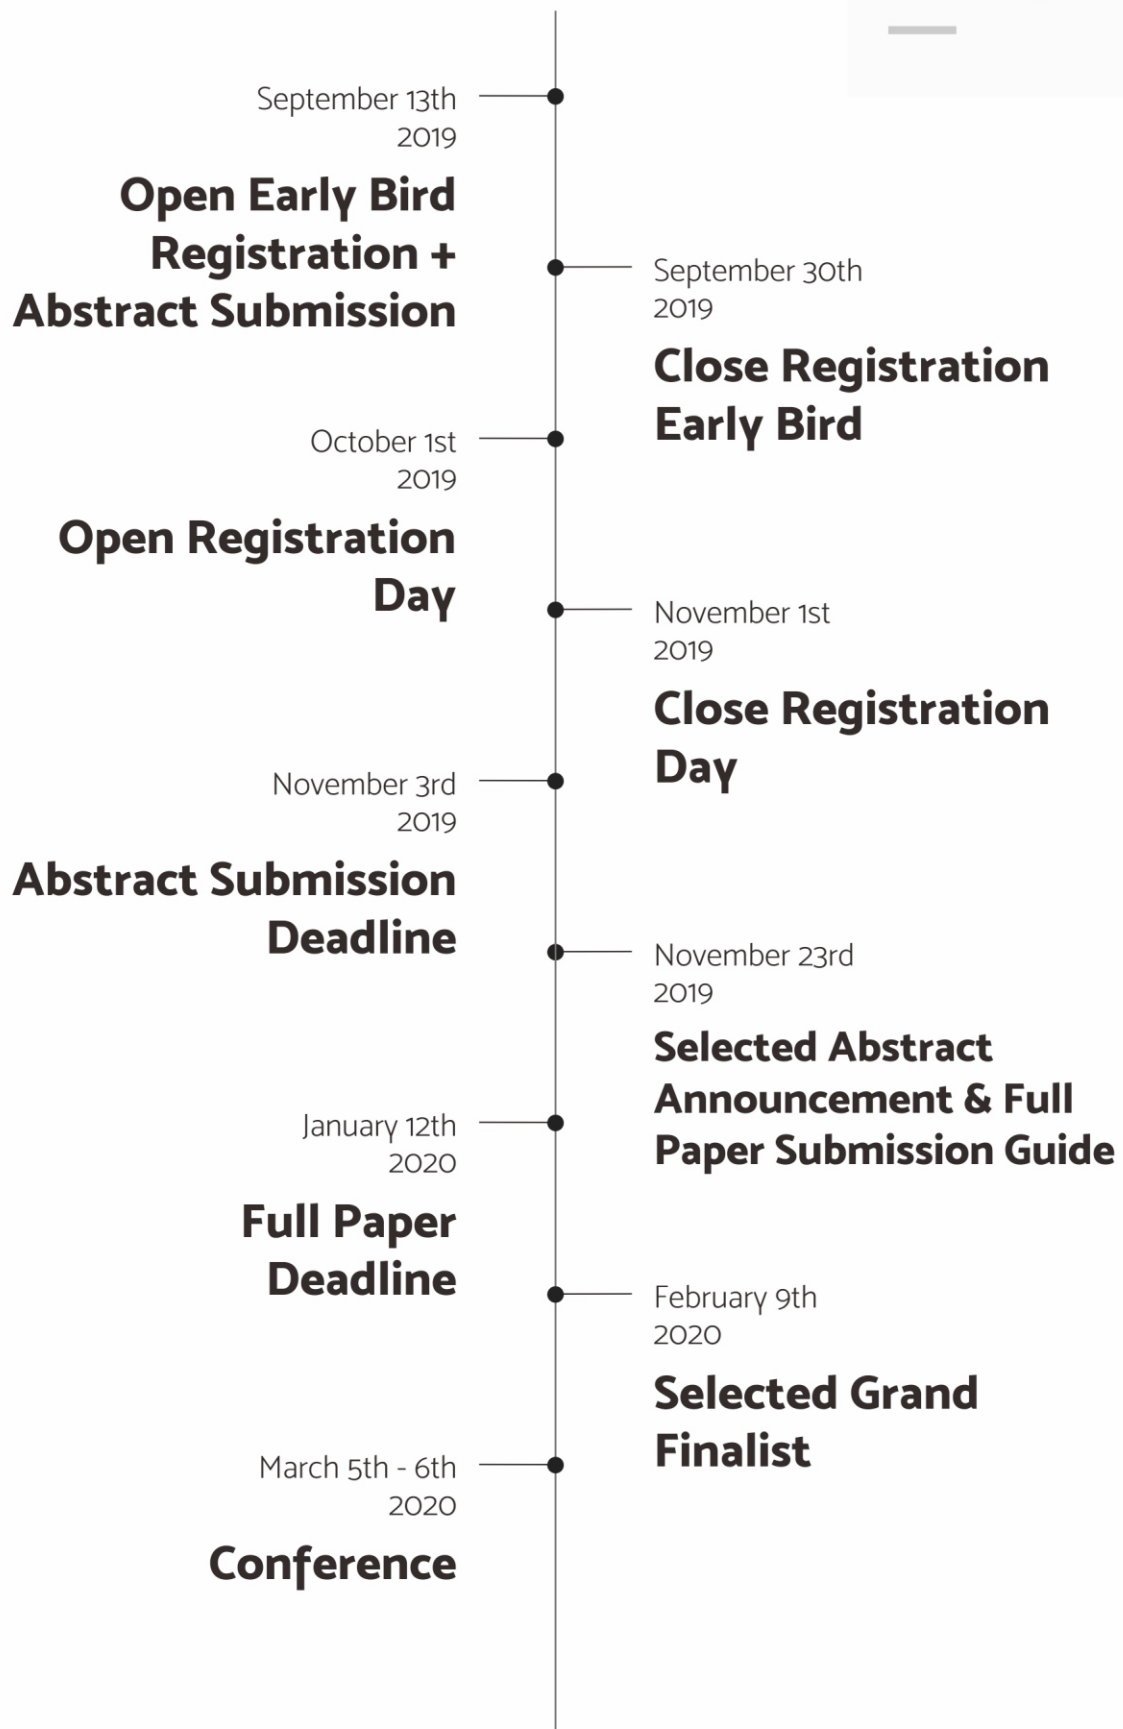 September 13th
2019
Open Early Bird
Registration +
Abstract Submission
September 30th
2019
Close Registration
Early Bird
October 1st
2019
Open Registration
Day
November 1st
2019
Close Registration
Day
November 3rd
2019
Abstract Submission
Deadline
November 23rd
2019
Selected Abstract
Announcement & Full
Paper Submission Guide
January 12th
2020
Full Paper
Deadline
February 9th
2020
Selected Grand
Finalist
March 5th - 6th
2020
Conference